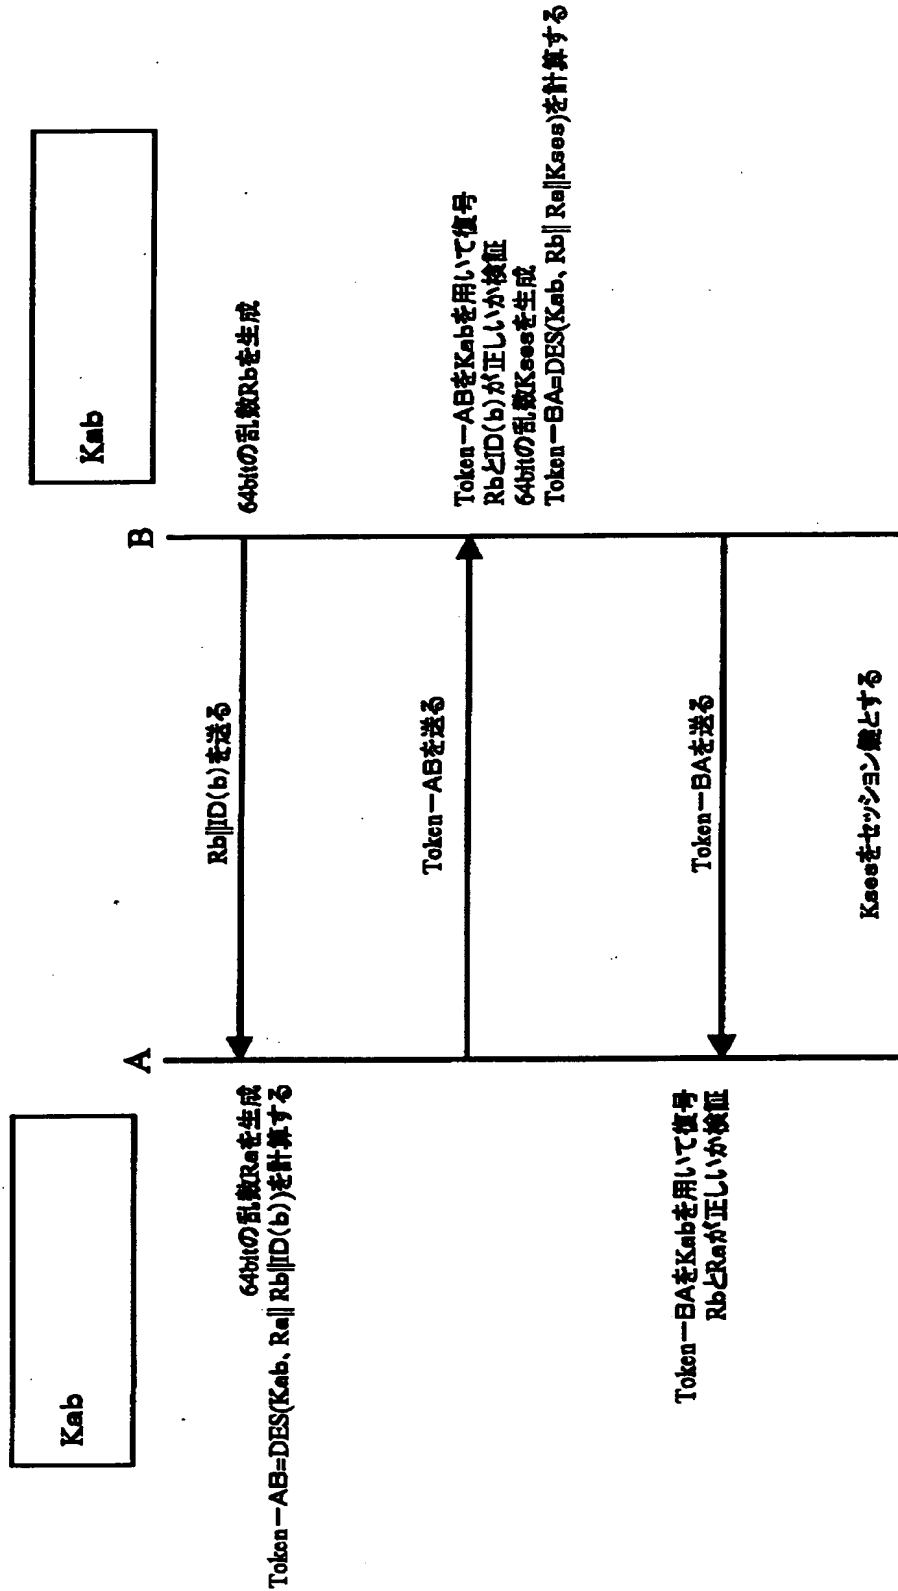 Kab
Kab
A
B
64bitの乱数Rbを生成
Rb||ID(b)を送る
64bitの乱数Raを生成
Token-AB=DES(Kab、Ra||Rb||ID(b))を計算する
Token-ABを送る
Token-ABをKabを用いて復号
RbとID(b)が正しいか検証
64bitの乱数Ksesを生成
Token-BA=DES(Kab、Rb||Ra||Kses)を計算する
Token-BAを送る
Token-BAをKabを用いて復号
RbとRaが正しいか検証
Ksesをセッション鍵とする